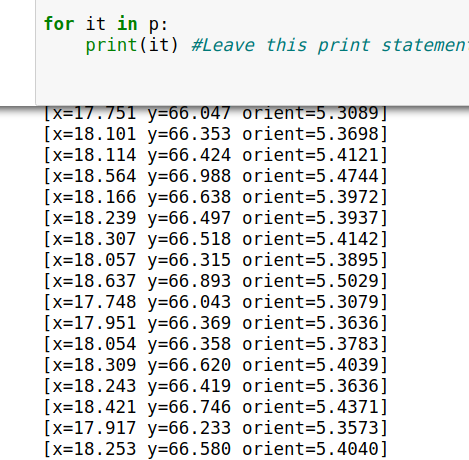 for it in p:
    print(it) #Leave this print statemen
[x=17.751 y=66.047 orient=5.3089]
[x=18.101 y=66.353 orient=5.3698]
[x=18.114 y=66.424 orient=5.4121]
[x=18.564 y=66.988 orient=5.4744]
[x=18.166 y=66.638 orient=5.3972]
[x=18.239 y=66.497 orient=5.3937]
[x=18.307 y=66.518 orient=5.4142]
[x=18.057 y=66.315 orient=5.3895]
[x=18.637 y=66.893 orient=5.5029]
[x=17.748 y=66.043 orient=5.3079]
[x=17.951 y=66.369 orient=5.3636]
[x=18.054 y=66.358 orient=5.3783]
[x=18.309 y=66.620 orient=5.4039]
[x=18.243 y=66.419 orient=5.3636]
[x=18.421 y=66.746 orient=5.4371]
[x=17.917 y=66.233 orient=5.3573]
[x=18.253 y=66.580 orient=5.4040]